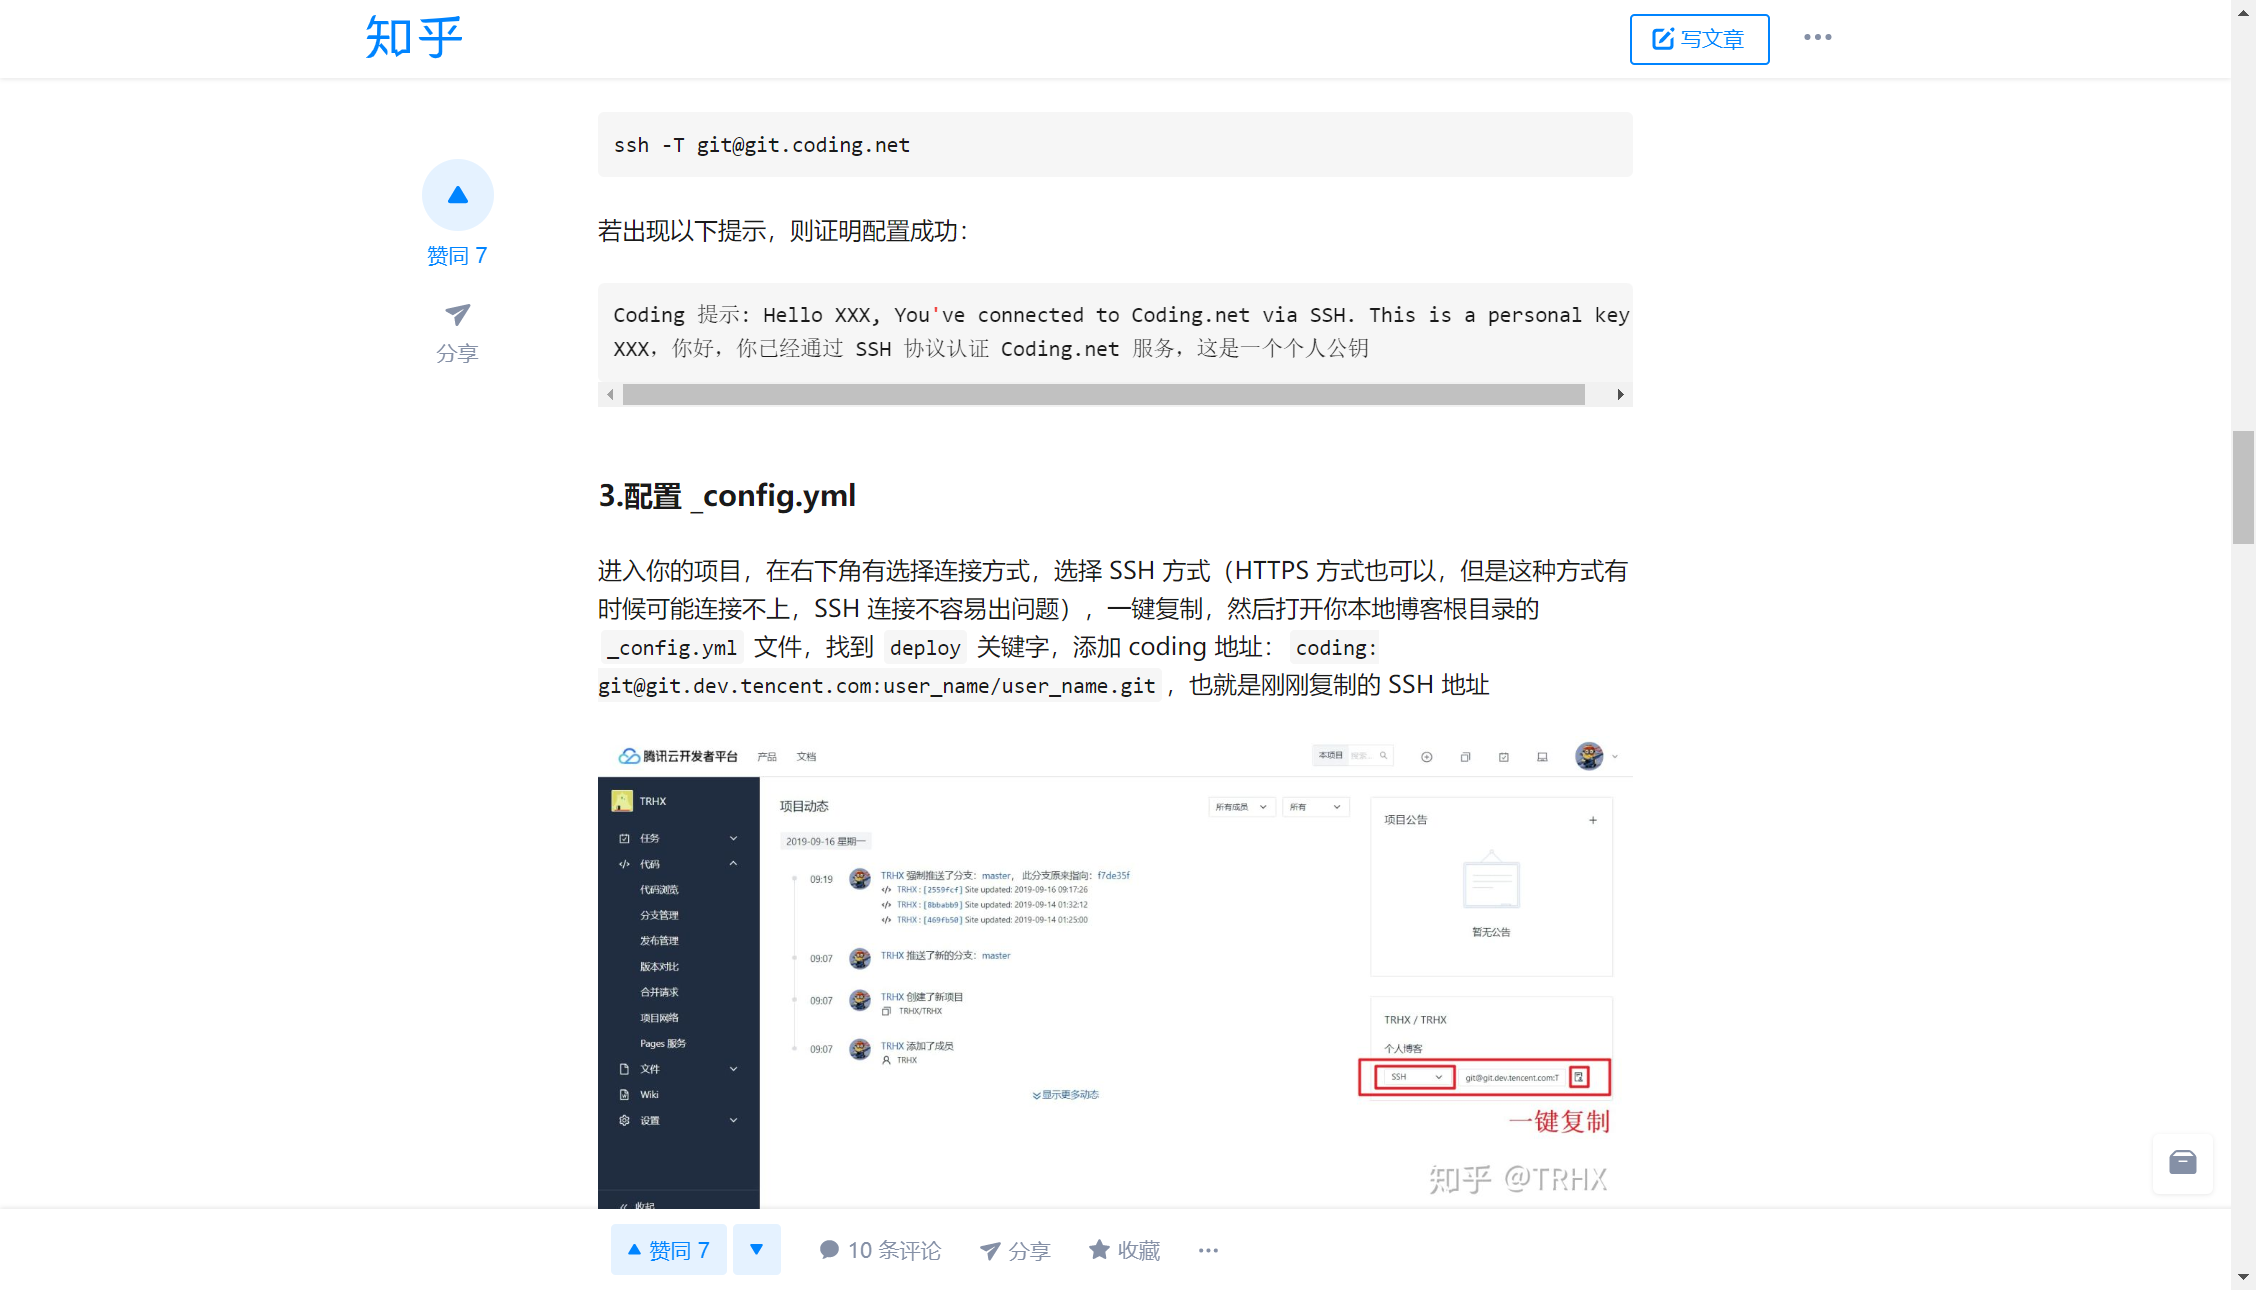 知乎
写文章
ssh -T git@git.coding.net
赞同 7
分享
若出现以下提示，则证明配置成功：
Coding 提示: Hello XXX, You've connected to Coding.net via SSH. This is a personal key
XXX，你好，你已经通过 SSH 协议认证 Coding.net 服务，这是一个个人公钥
3.配置 _config.yml
进入你的项目，在右下角有选择连接方式，选择 SSH 方式（HTTPS 方式也可以，但是这种方式有
时候可能连接不上，SSH 连接不容易出问题），一键复制，然后打开你本地博客根目录的
_config.yml 文件，找到 deploy 关键字，添加 coding 地址： coding:
git@git.dev.tencent.com:user_name/user_name.git ，也就是刚刚复制的 SSH 地址
腾讯云开发者平台 产品 文档
本项目 搜索...
TRHX
任务
代码
代码浏览
分支管理
发布管理
版本对比
合并请求
项目网络
Pages 服务
文件
Wiki
设置
收起
项目动态
所有成员 所有
2019-09-16 星期一
09:19 TRHX 强制推送了分支：master， 此分支原来指向：f7de35f
TRHX : [2559fcf] Site updated: 2019-09-16 09:17:26
TRHX : [8bbabb9] Site updated: 2019-09-14 01:32:12
TRHX : [469fb50] Site updated: 2019-09-14 01:25:00
09:07 TRHX 推送了新的分支：master
09:07 TRHX 创建了新项目
TRHX/TRHX
09:07 TRHX 添加了成员
TRHX
显示更多动态
项目公告 +
暂无公告
TRHX / TRHX
个人博客
SSH git@git.dev.tencent.com:T
一键复制
知乎 @TRHX
赞同 7
10 条评论
分享
收藏